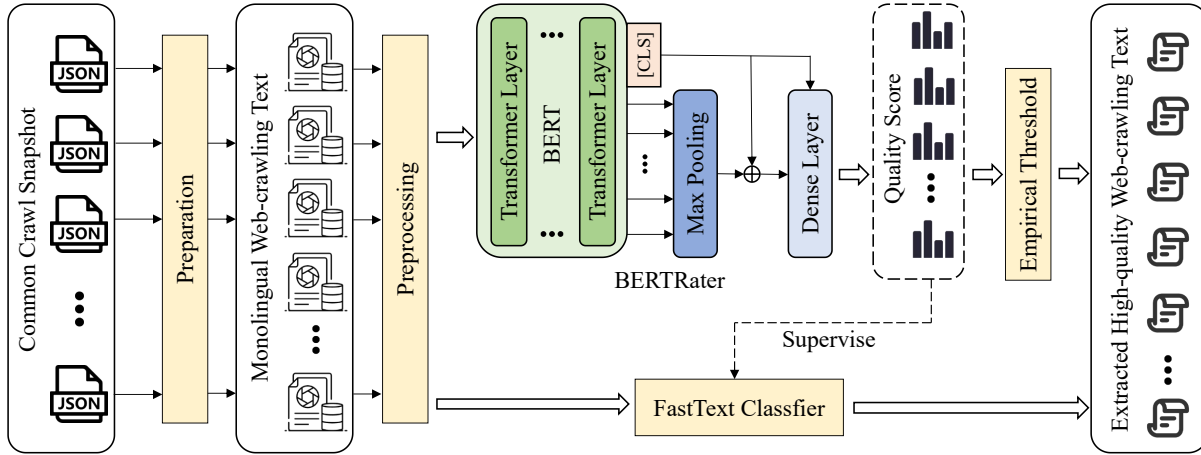 Common Crawl Snapshot
JSON
JSON
JSON
JSON
Preparation
Monolingual Web-crawling Text
Preprocessing
Transformer Layer
BERT
Transformer Layer
[CLS]
Max Pooling
Dense Layer
BERTRater
Quality Score
Empirical Threshold
Supervise
FastText Classfier
Extracted High-quality Web-crawling Text